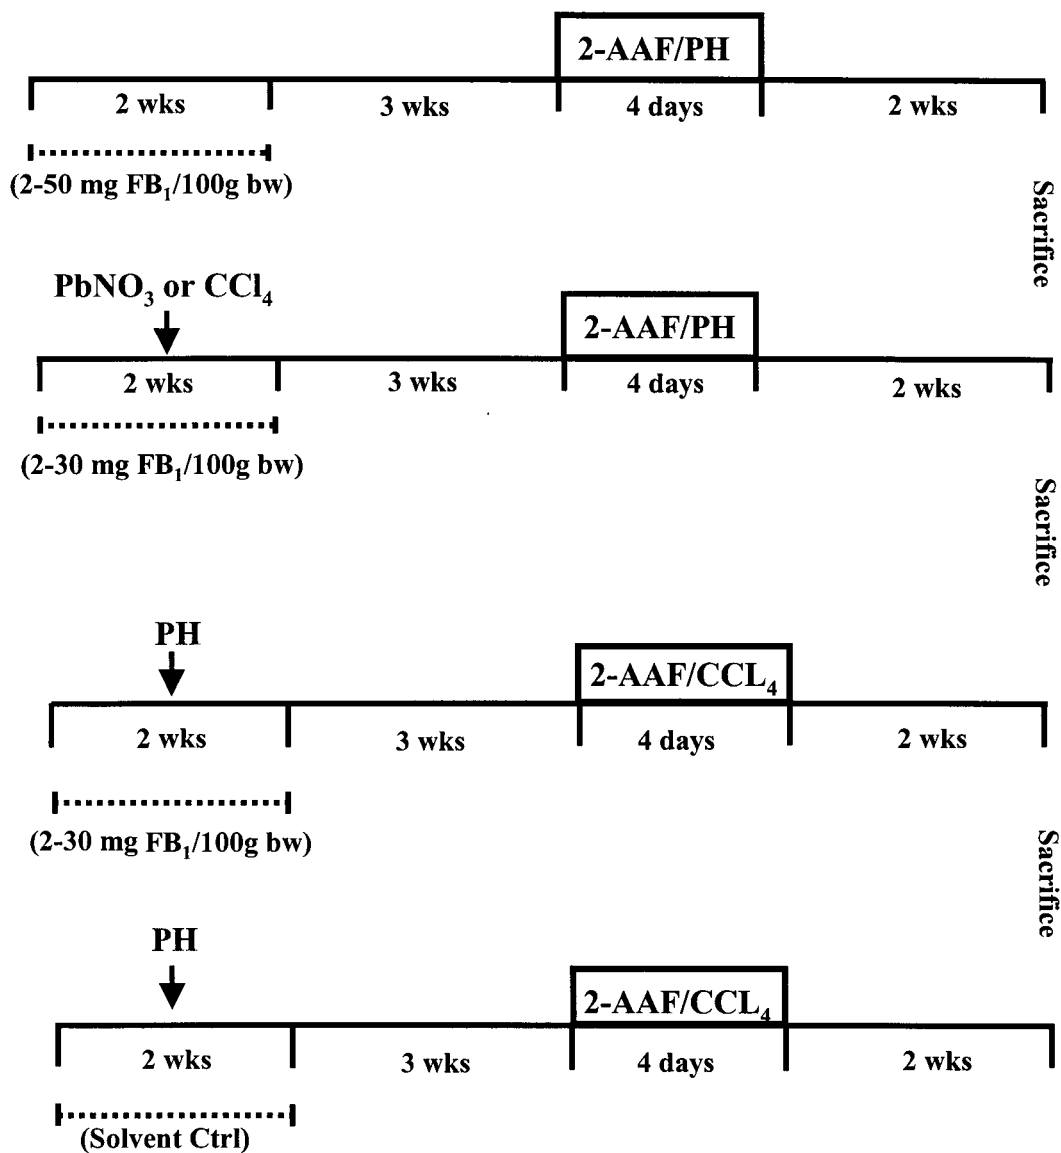 2-AAF/PH
2 wks 3 wks 4 days 2 wks
(2-50 mg FB₁/100g bw)
Sacrifice
PbNO₃ or CCl₄
2-AAF/PH
2 wks 3 wks 4 days 2 wks
(2-30 mg FB₁/100g bw)
Sacrifice
PH
2-AAF/CCL₄
2 wks 3 wks 4 days 2 wks
(2-30 mg FB₁/100g bw)
Sacrifice
PH
2-AAF/CCL₄
2 wks 3 wks 4 days 2 wks
(Solvent Ctrl)